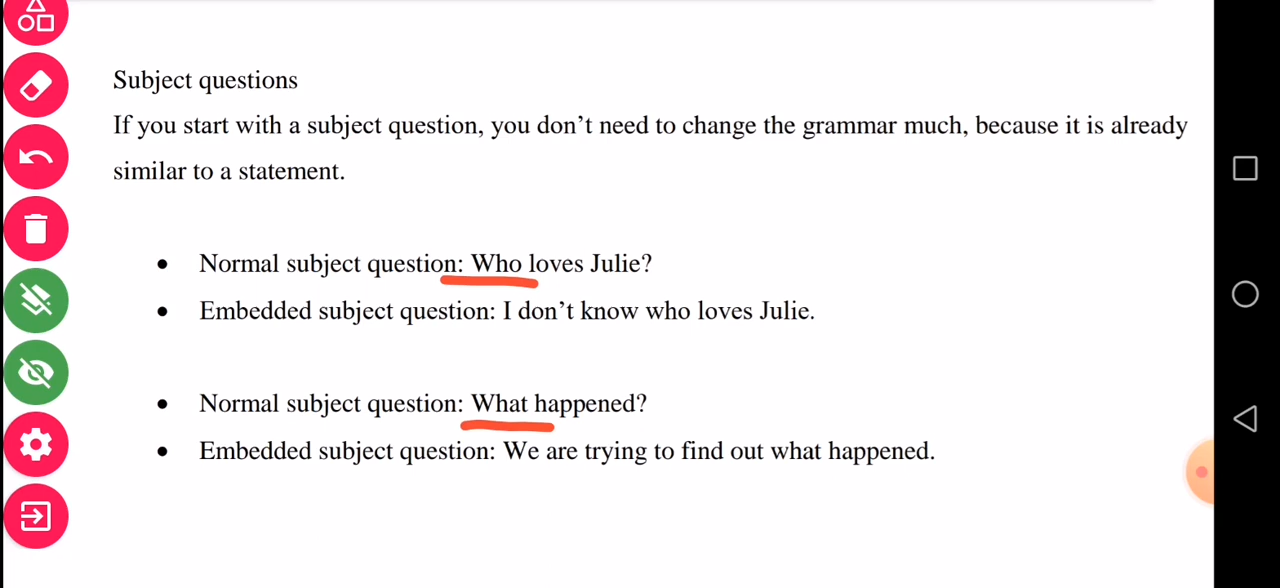 Subject questions
If you start with a subject question, you don’t need to change the grammar much, because it is already
similar to a statement.
• Normal subject question: Who loves Julie?
• Embedded subject question: I don’t know who loves Julie.
• Normal subject question: What happened?
• Embedded subject question: We are trying to find out what happened.